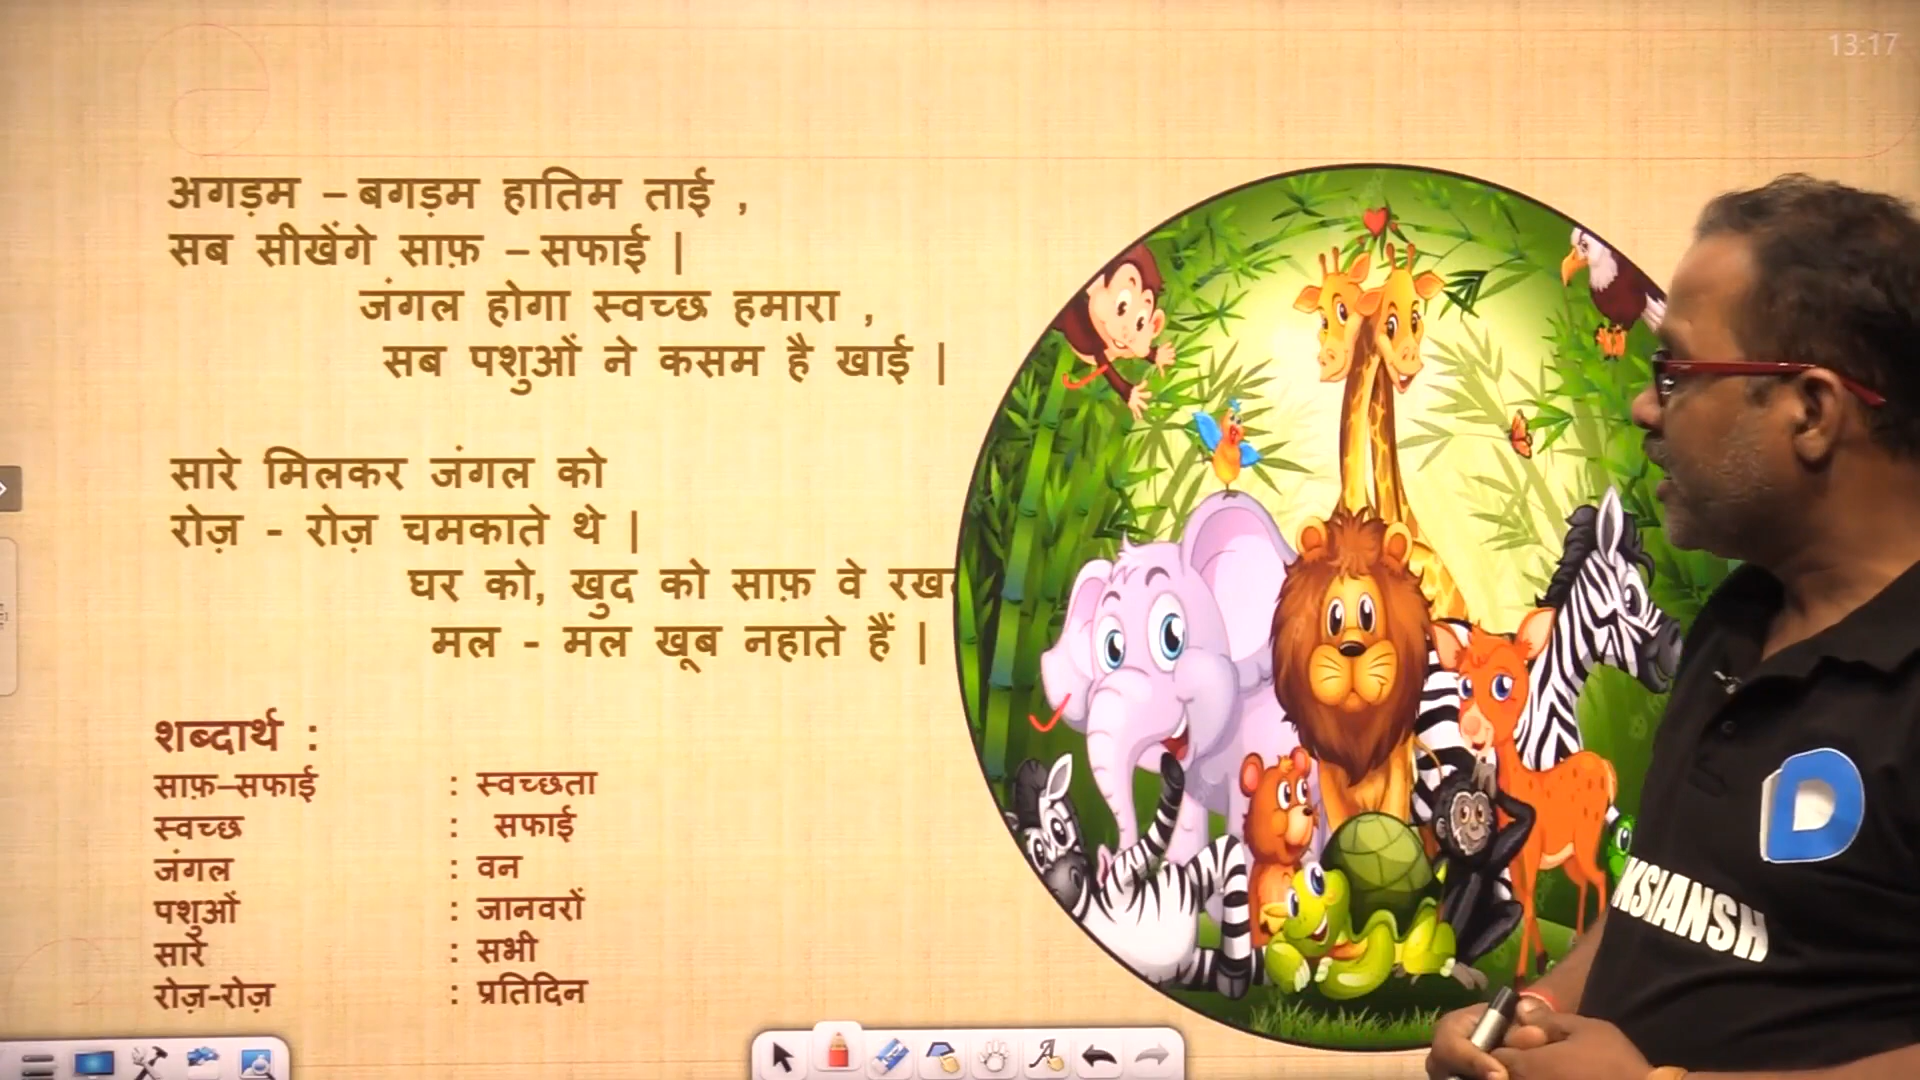 13:17
अगड़म – बगड़म हातिम ताई ,
सब सीखेंगे साफ़ – सफाई |
जंगल होगा स्वच्छ हमारा ,
सब पशुओं ने कसम है खाई |
सारे मिलकर जंगल को
रोज़ - रोज़ चमकाते थे |
घर को, खुद को साफ़ वे
मल - मल खूब नहाते हैं |
शब्दार्थ :
साफ़–सफाई : स्वच्छता
स्वच्छ : सफाई
जंगल : वन
पशुओं : जानवरों
सारे : सभी
रोज़-रोज़ : प्रतिदिन
D
KSIANSH